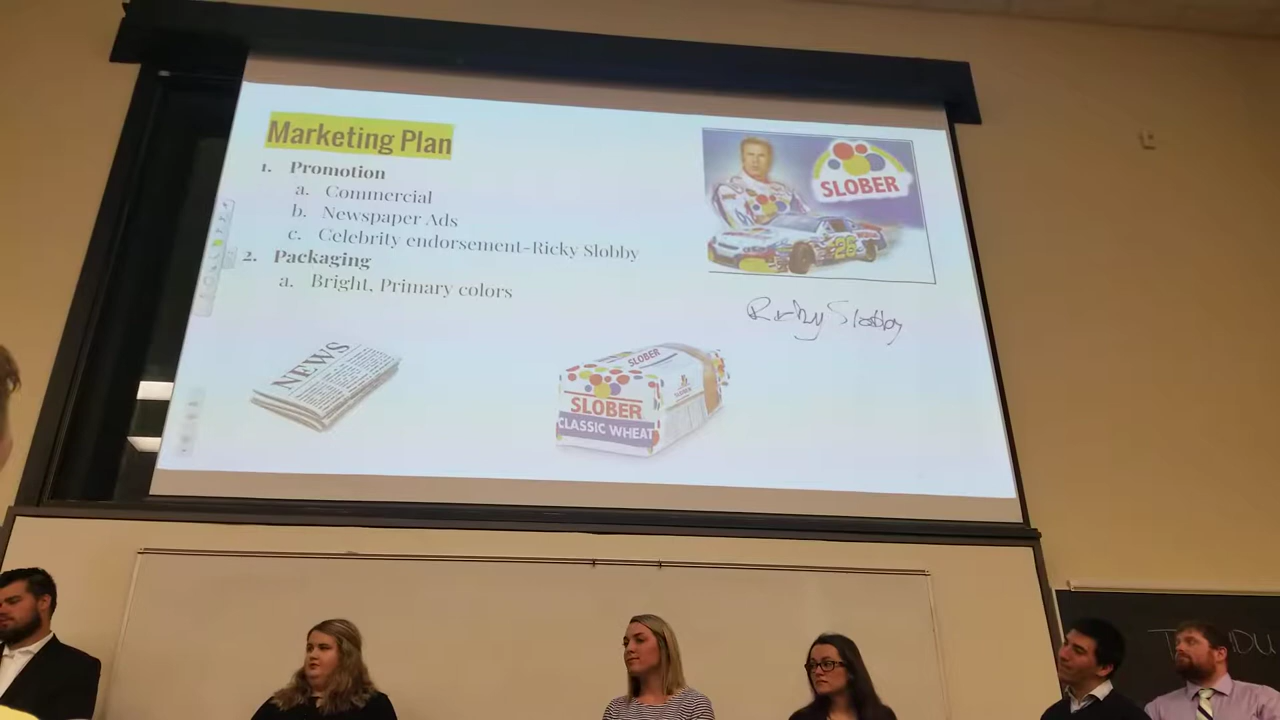 Marketing Plan
1. Promotion
a. Commercial
b. Newspaper Ads
c. Celebrity endorsement-Ricky Slobby
2. Packaging
a. Bright, Primary colors
SLOBER
26
Ricky Slobby
NEWS
SLOBER
SLOBER
CLASSIC WHEAT